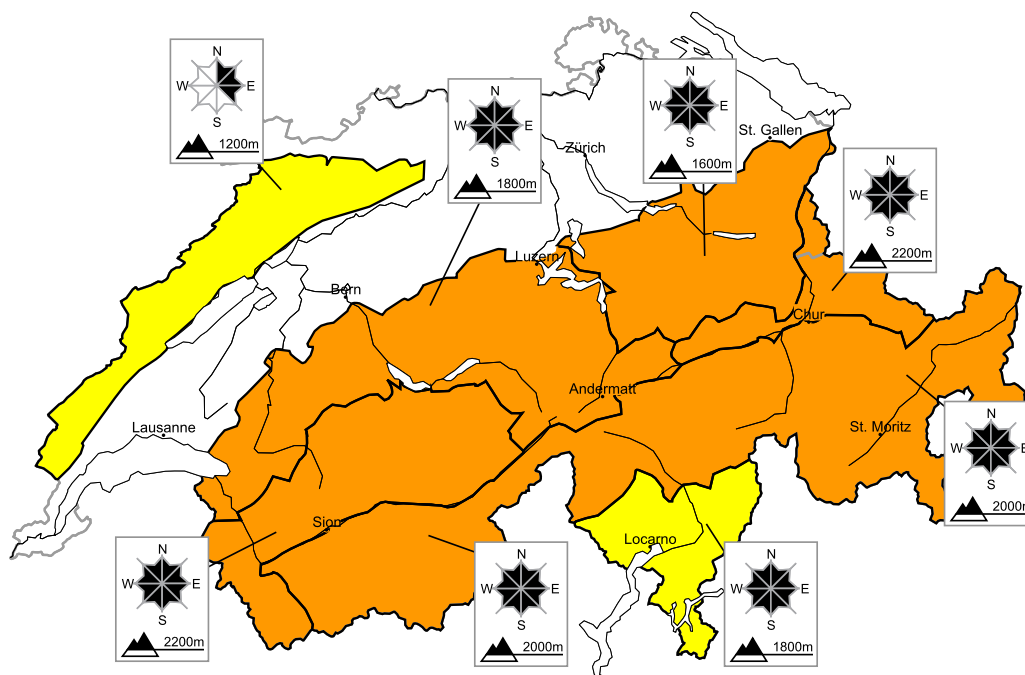 N
W E
S
1200m
N
W E
S
1800m
N
W E
S
1600m
N
W E
S
2200m
St. Gallen
Zürich
Luzern
Bern
Chur
Andermatt
Lausanne
St. Moritz
N
W E
S
2000m
Sion
Locarno
N
W E
S
2200m
N
W E
S
2000m
N
W E
S
1800m